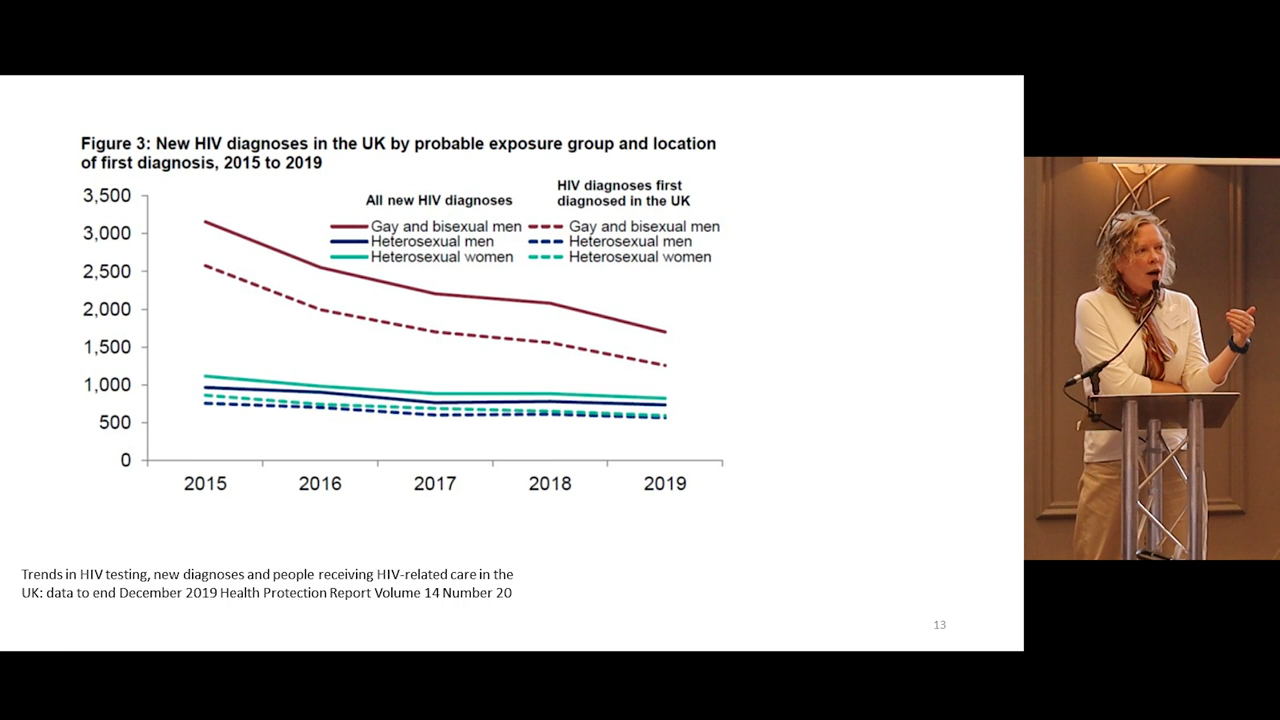 Figure 3: New HIV diagnoses in the UK by probable exposure group and location
of first diagnosis, 2015 to 2019
All new HIV diagnoses
HIV diagnoses first
diagnosed in the UK
Gay and bisexual men
Gay and bisexual men
Heterosexual men
Heterosexual men
Heterosexual women
Heterosexual women
3,500
3,000
2,500
2,000
1,500
1,000
500
0
2015 2016 2017 2018 2019
Trends in HIV testing, new diagnoses and people receiving HIV-related care in the
UK: data to end December 2019 Health Protection Report Volume 14 Number 20
13